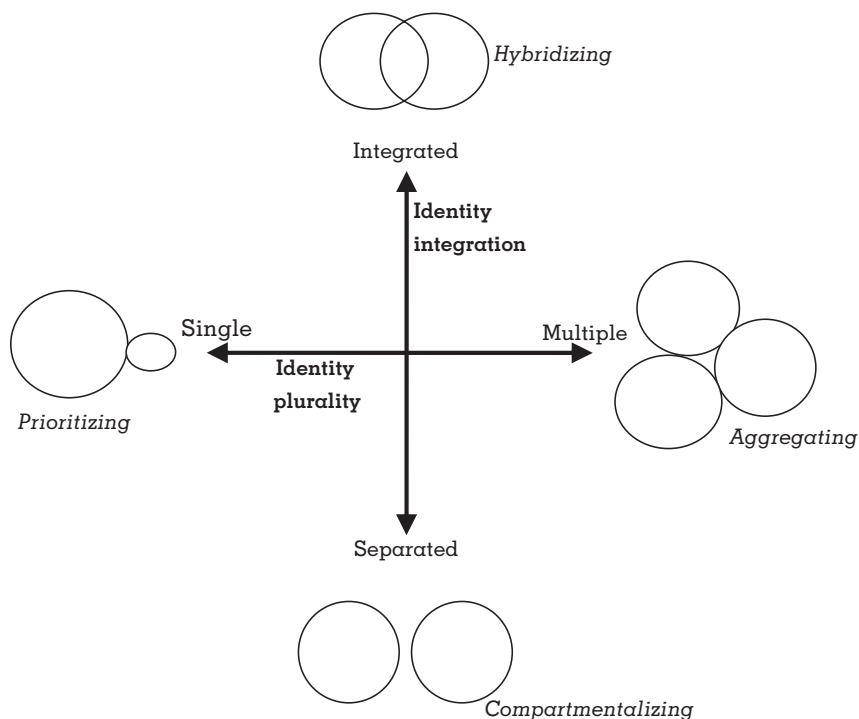 Hybridizing
Integrated
Identity
integration
Single
Multiple
Identity
plurality
Prioritizing
Aggregating
Separated
Compartmentalizing